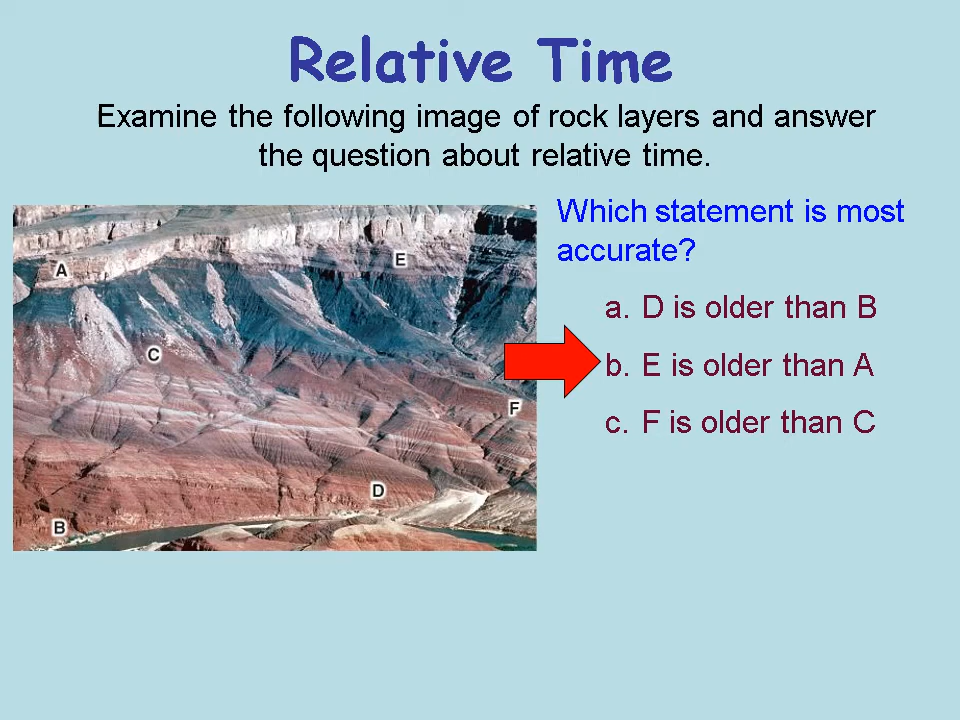 Relative Time
Examine the following image of rock layers and answer
the question about relative time.
Which statement is most
accurate?
a. D is older than B
b. E is older than A
c. F is older than C
A
E
C
F
D
B